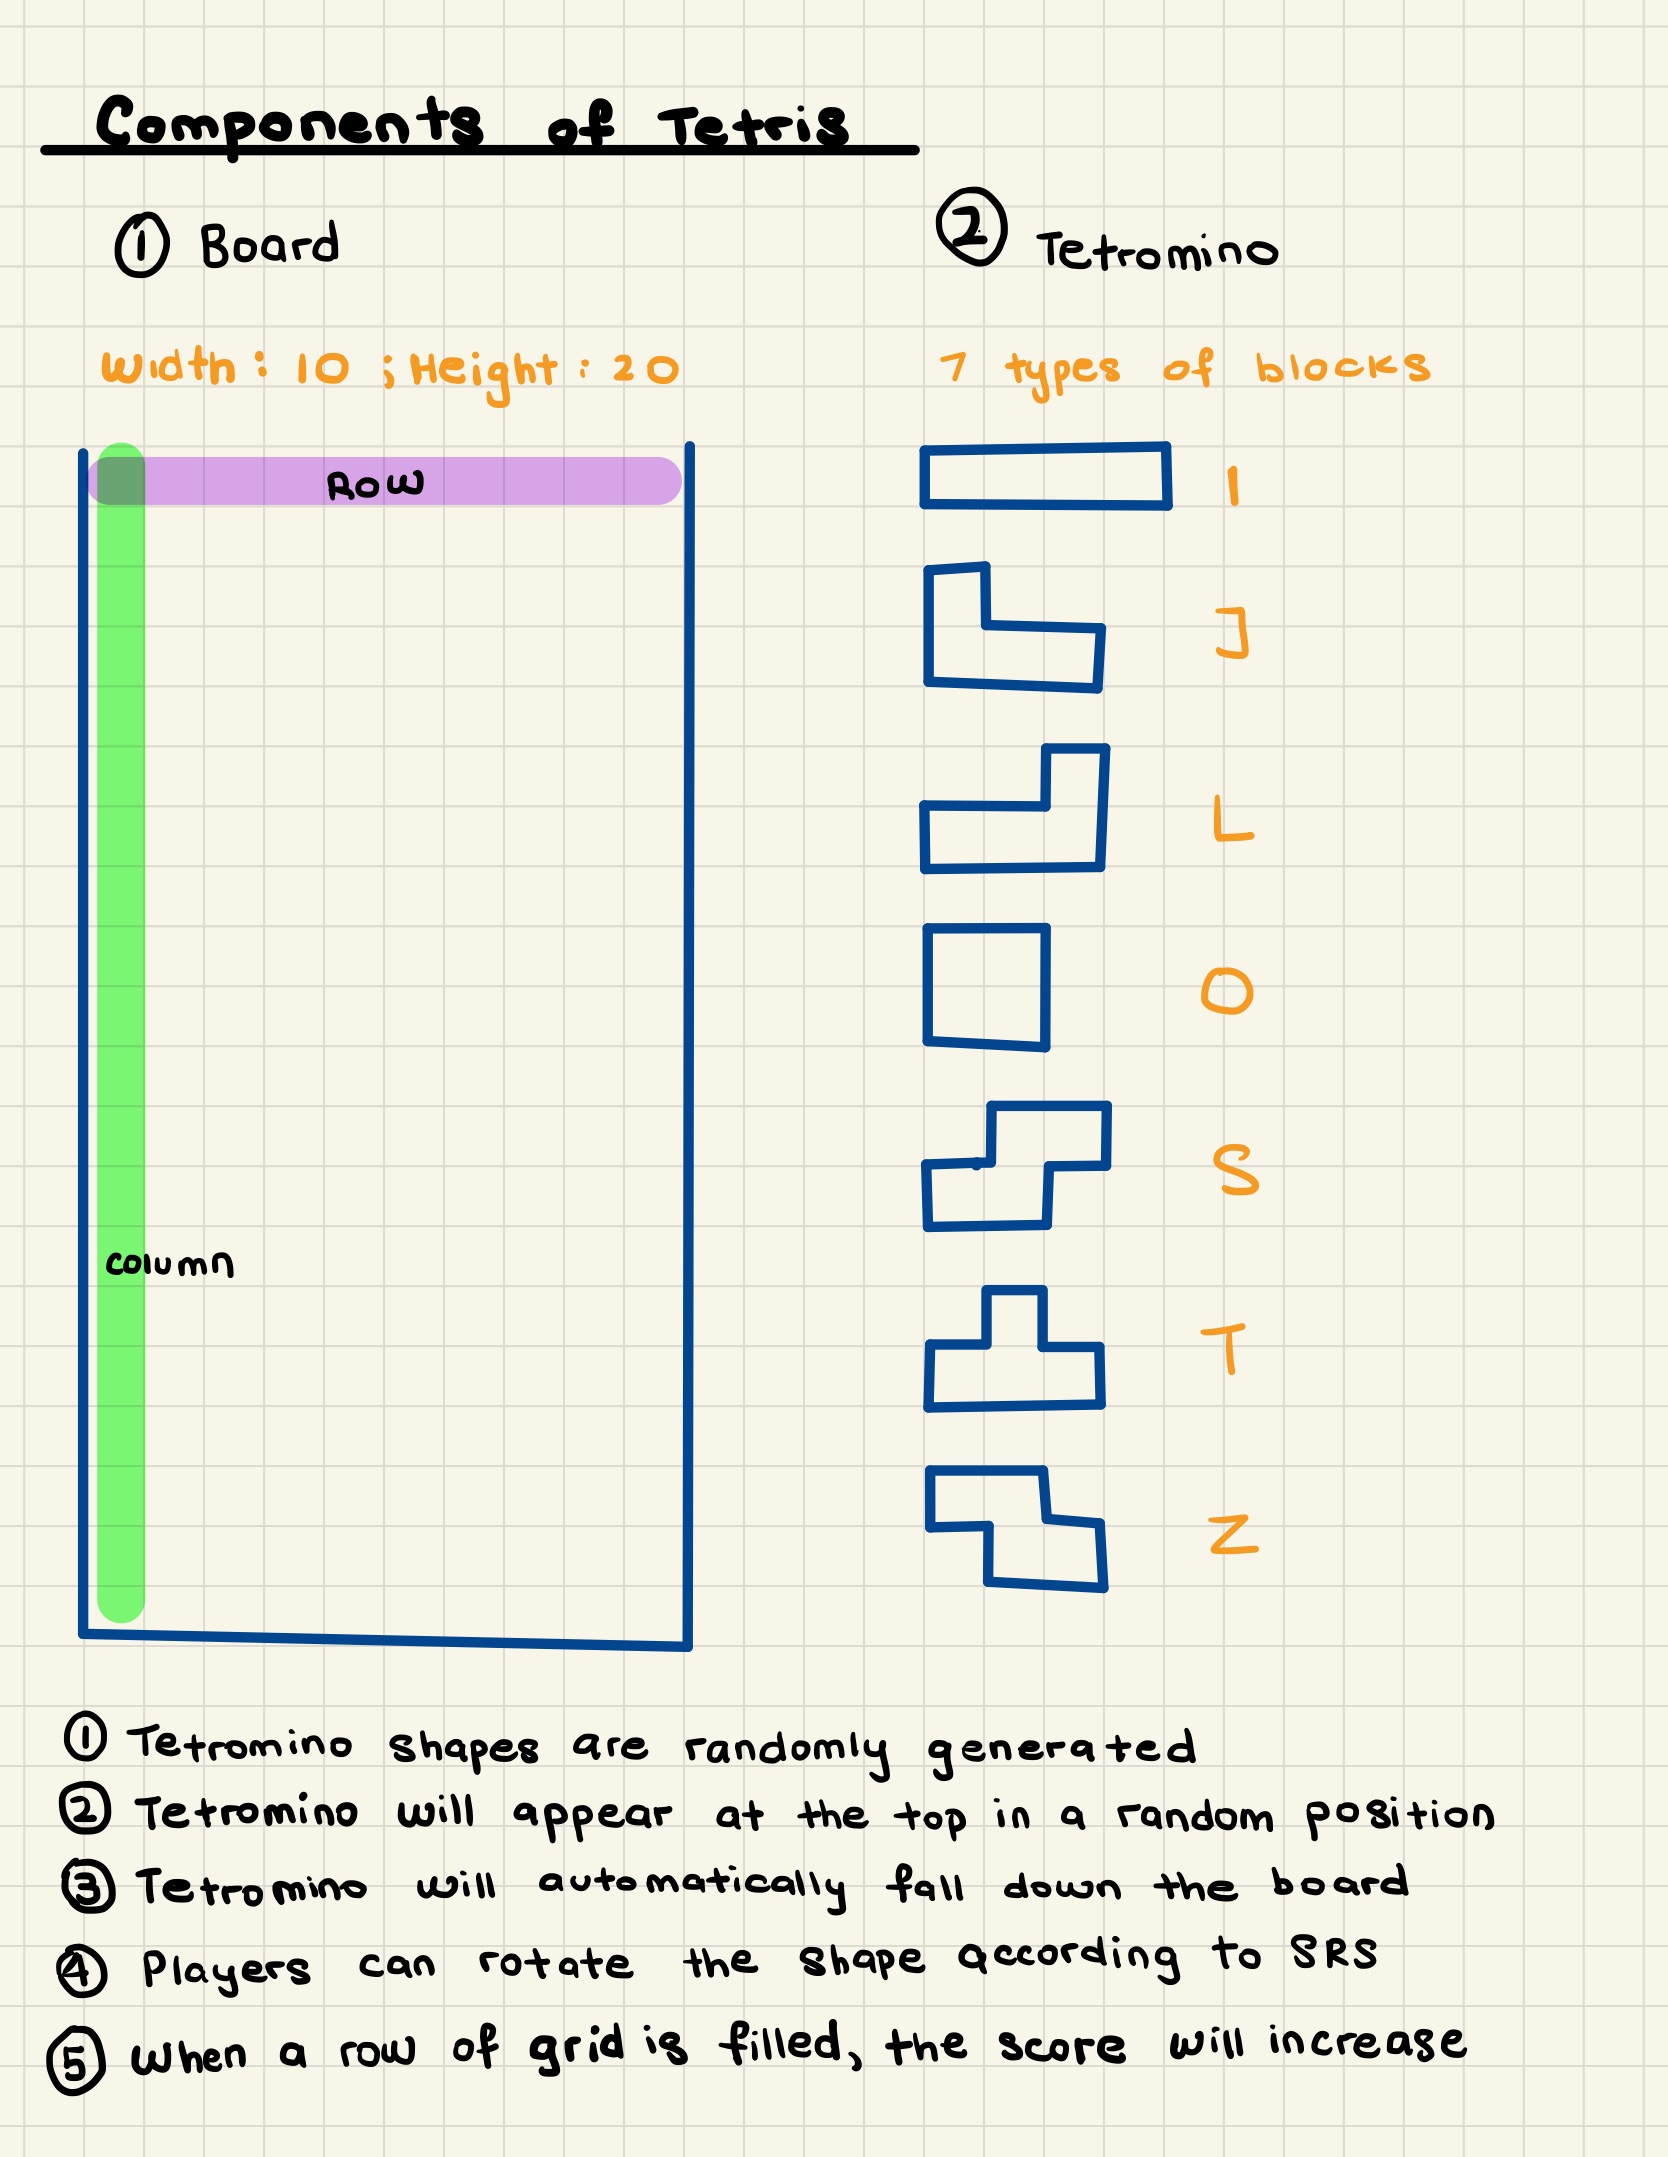 Components of Tetris
① Board
② Tetromino
Width: 10 ; Height: 20
7 types of blocks
Row
I
J
L
O
S
column
T
Z
① Tetromino shapes are randomly generated
② Tetromino will appear at the top in a random position
③ Tetromino will automatically fall down the board
④ Players can rotate the shape according to SRS
⑤ When a row of grid is filled, the score will increase